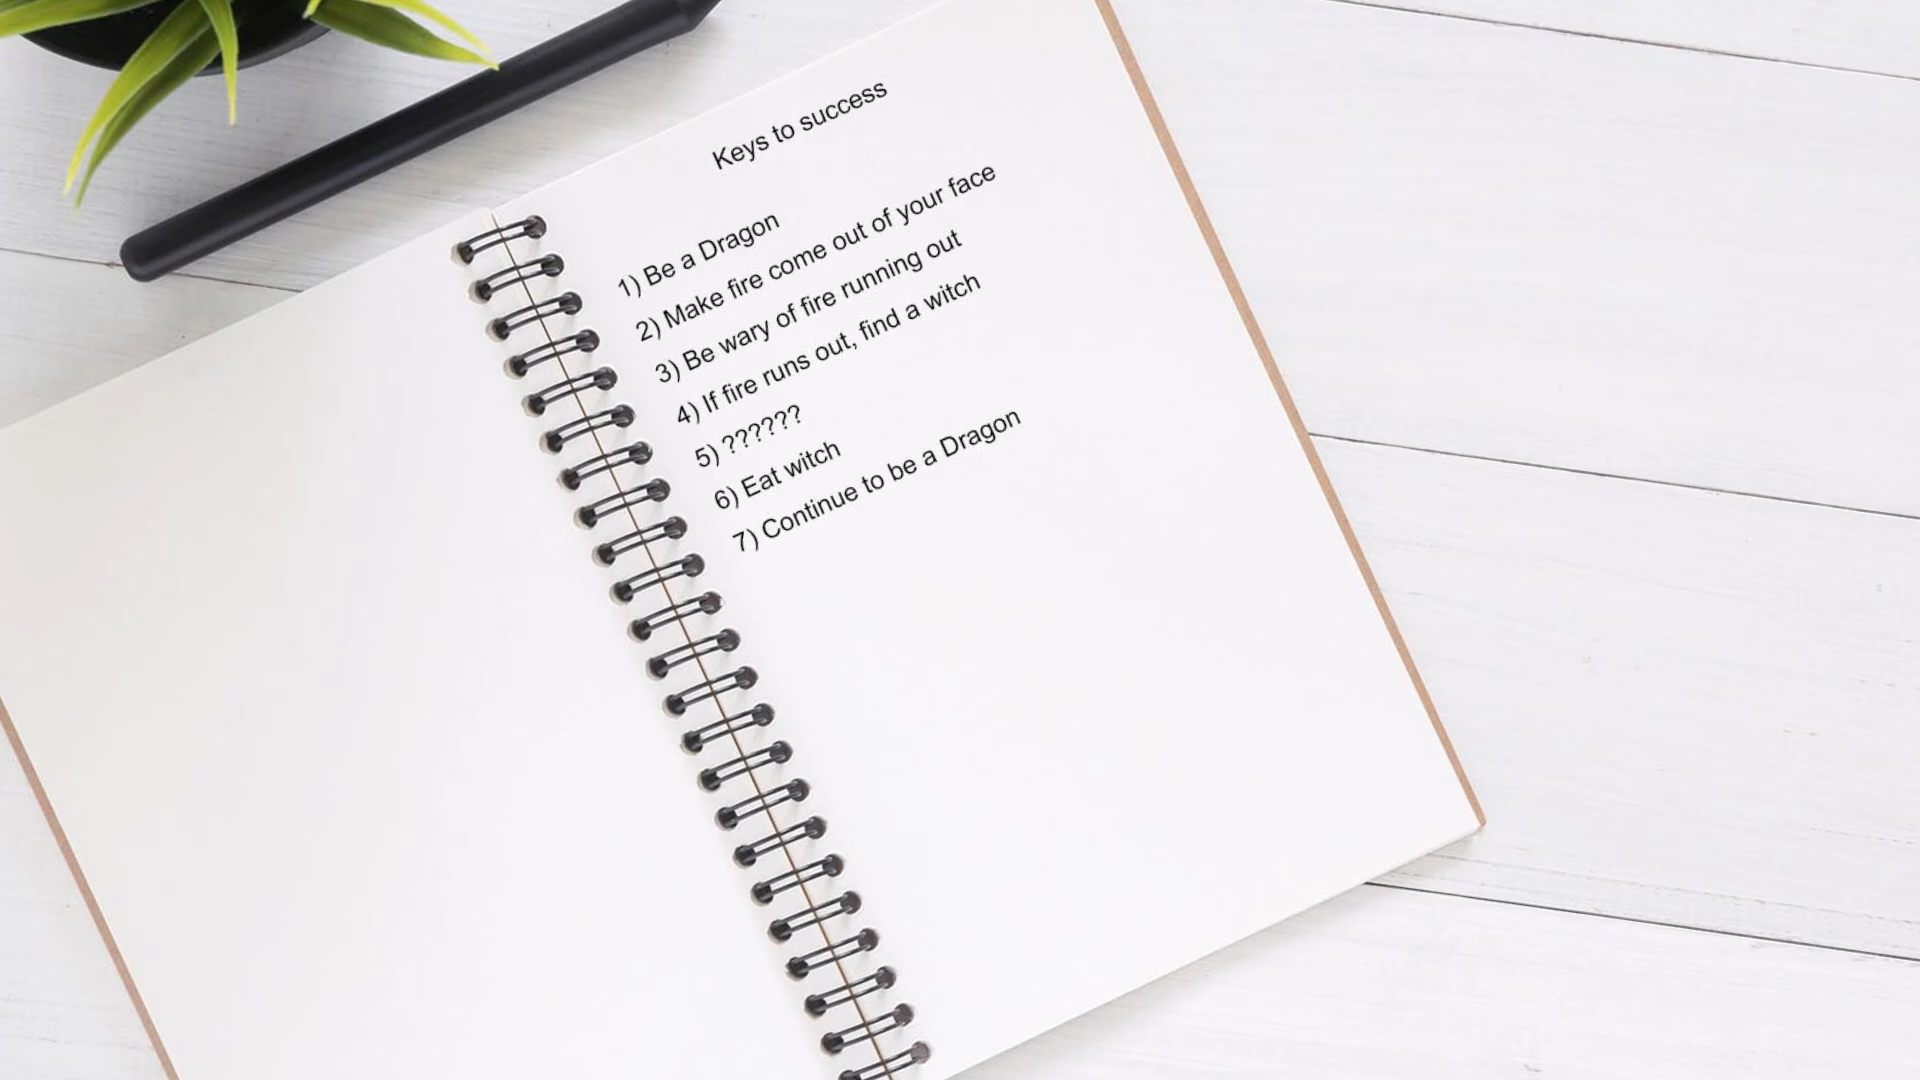 Keys to success
1) Be a Dragon
2) Make fire come out of your face
3) Be wary of fire running out
4) If fire runs out, find a witch
5) ??????
6) Eat witch
7) Continue to be a Dragon